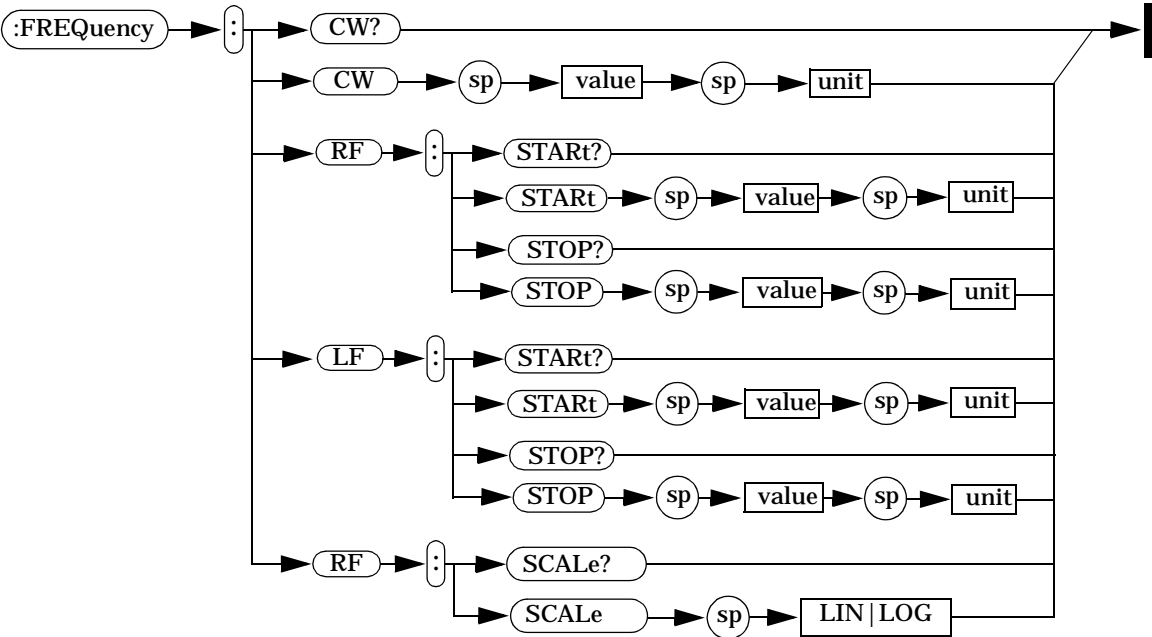 :FREQuency : CW?
CW sp value sp unit
RF : STARt?
STARt sp value sp unit
STOP?
STOP sp value sp unit
LF : STARt?
STARt sp value sp unit
STOP?
STOP sp value sp unit
RF : SCALe?
SCALe sp LIN|LOG